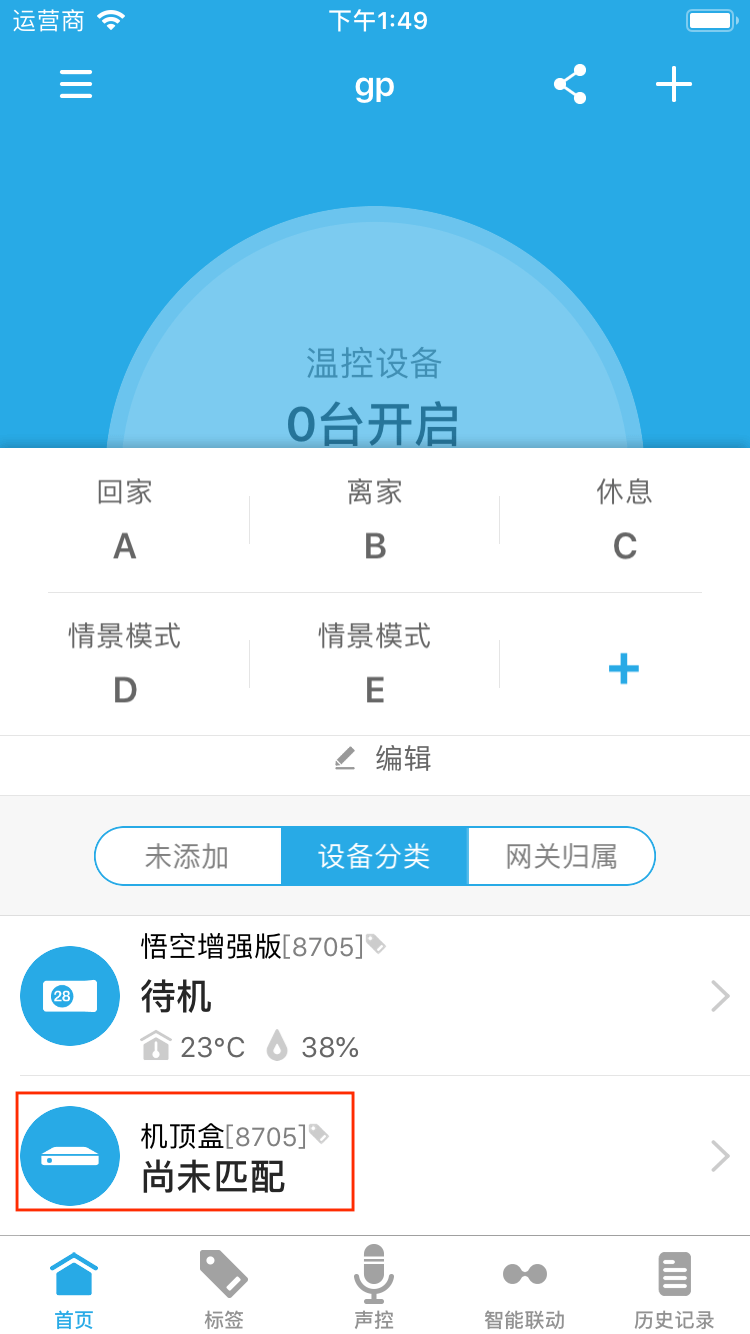 运营商 下午1:49
gp
温控设备
0台开启
回家 离家 休息
A B C
情景模式 情景模式
D E
编辑
未添加 设备分类 网关归属
悟空增强版[8705]
28 待机
23°C 38%
机顶盒[8705]
尚未匹配
首页 标签 声控 智能联动 历史记录